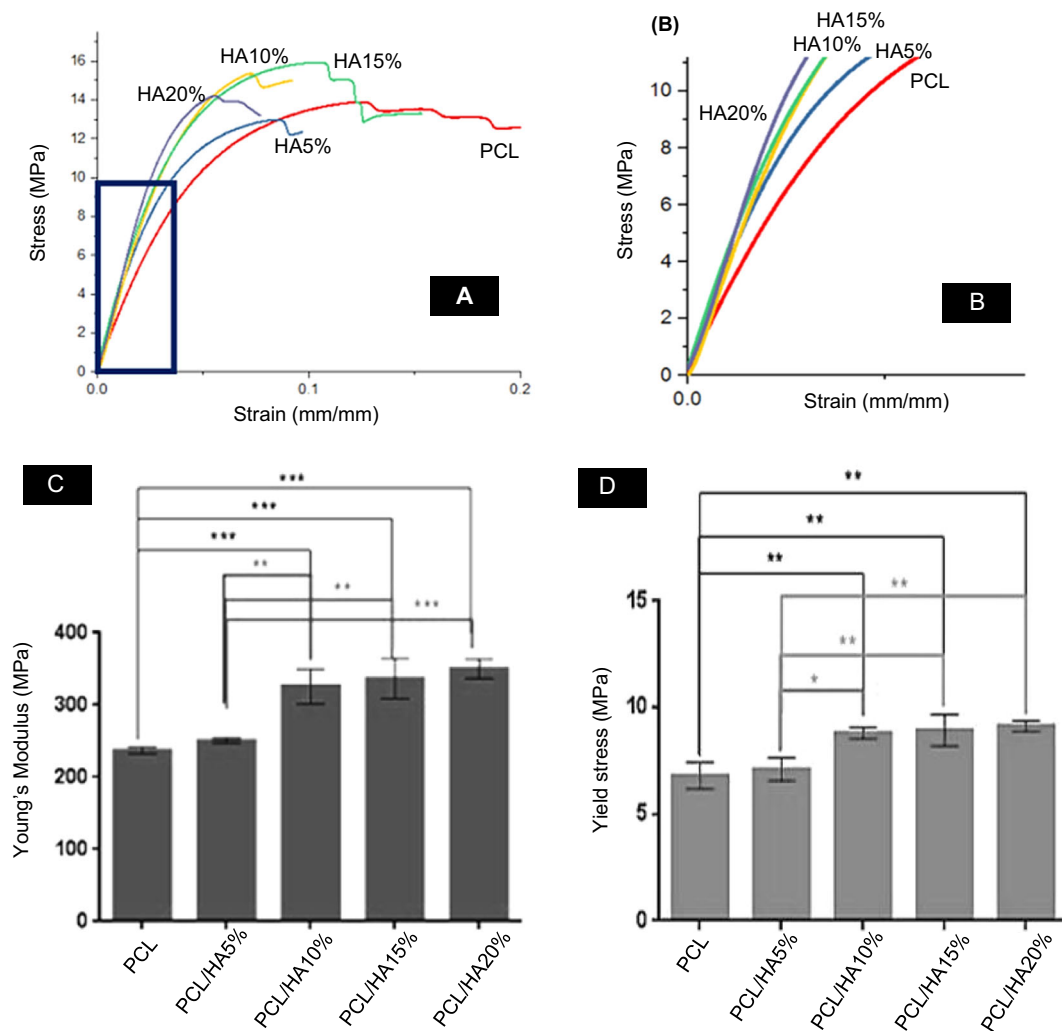 16
14
12
10
8
6
4
2
0
Stress (MPa)
HA10%
HA15%
HA20%
HA5%
PCL
A
0.0
0.1
0.2
Strain (mm/mm)
(B)
HA15%
HA10%
HA5%
PCL
HA20%
10
8
6
4
2
0
Stress (MPa)
B
0.0
Strain (mm/mm)
C
***
***
***
**
**
***
400
300
200
100
0
Young's Modulus (MPa)
PCL
PCL/HA5%
PCL/HA10%
PCL/HA15%
PCL/HA20%
D
**
**
**
**
**
*
15
10
5
0
Yield stress (MPa)
PCL
PCL/HA5%
PCL/HA10%
PCL/HA15%
PCL/HA20%